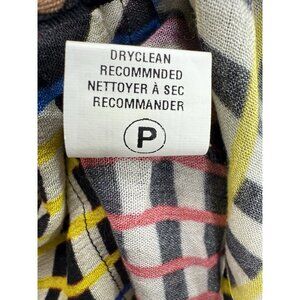 DRYCLEAN
RECOMMNDED
NETTOYER À SEC
RECOMMANDER
P